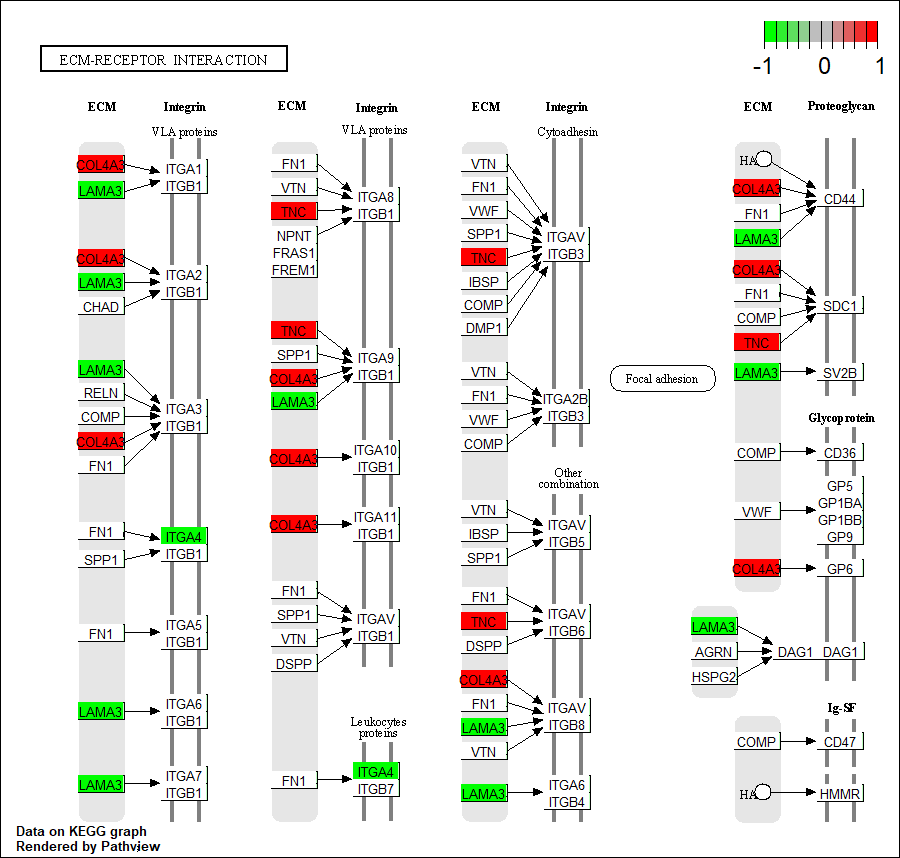 -1 0 1
ECM-RECEPTOR INTERACTION
ECM
Integrin
VLA proteins
COL4A3
LAMA3
ITGA1
ITGB1
COL4A3
LAMA3
CHAD
ITGA2
ITGB1
LAMA3
RELN
COMP
COL4A3
FN1
ITGA3
ITGB1
FN1
SPP1
ITGA4
ITGB1
FN1
ITGA5
ITGB1
LAMA3
ITGA6
ITGB1
LAMA3
ITGA7
ITGB1
ECM
Integrin
VLA proteins
FN1
VTN
TNC
NPNT
FRAS1
FREM1
ITGA8
ITGB1
TNC
SPP1
COL4A3
LAMA3
ITGA9
ITGB1
COL4A3
ITGA10
ITGB1
COL4A3
ITGA11
ITGB1
FN1
SPP1
VTN
DSPP
ITGAV
ITGB1
Leukocytes
proteins
FN1
ITGA4
ITGB7
ECM
Integrin
Cytoadhesin
VTN
FN1
VWF
SPP1
TNC
IBSP
COMP
DMP1
ITGAV
ITGB3
VTN
FN1
VWF
COMP
ITGA2B
ITGB3
Other
combination
VTN
IBSP
SPP1
ITGAV
ITGB5
FN1
TNC
DSPP
ITGAV
ITGB6
COL4A3
FN1
LAMA3
VTN
ITGAV
ITGB8
LAMA3
ITGA6
ITGB4
Focal adhesion
ECM
Proteoglycan
HA
COL4A3
FN1
LAMA3
CD44
COL4A3
FN1
COMP
TNC
SDC1
LAMA3
SV2B
Glycoprotein
COMP
CD36
VWF
GP5
GP1BA
GP1BB
GP9
COL4A3
GP6
LAMA3
AGRN
HSPG2
DAG1 DAG1
Ig-SF
COMP
CD47
HA
HMMR
Data on KEGG graph
Rendered by Pathview